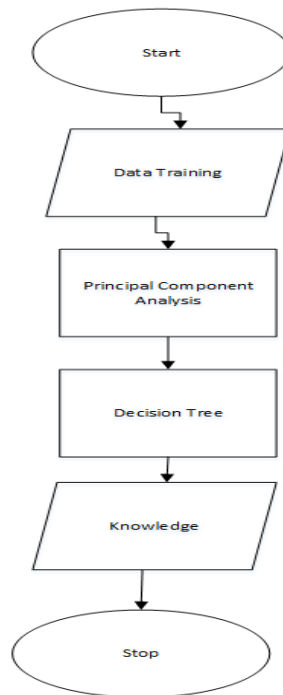 Start
Data Training
Principal Component
Analysis
Decision Tree
Knowledge
Stop